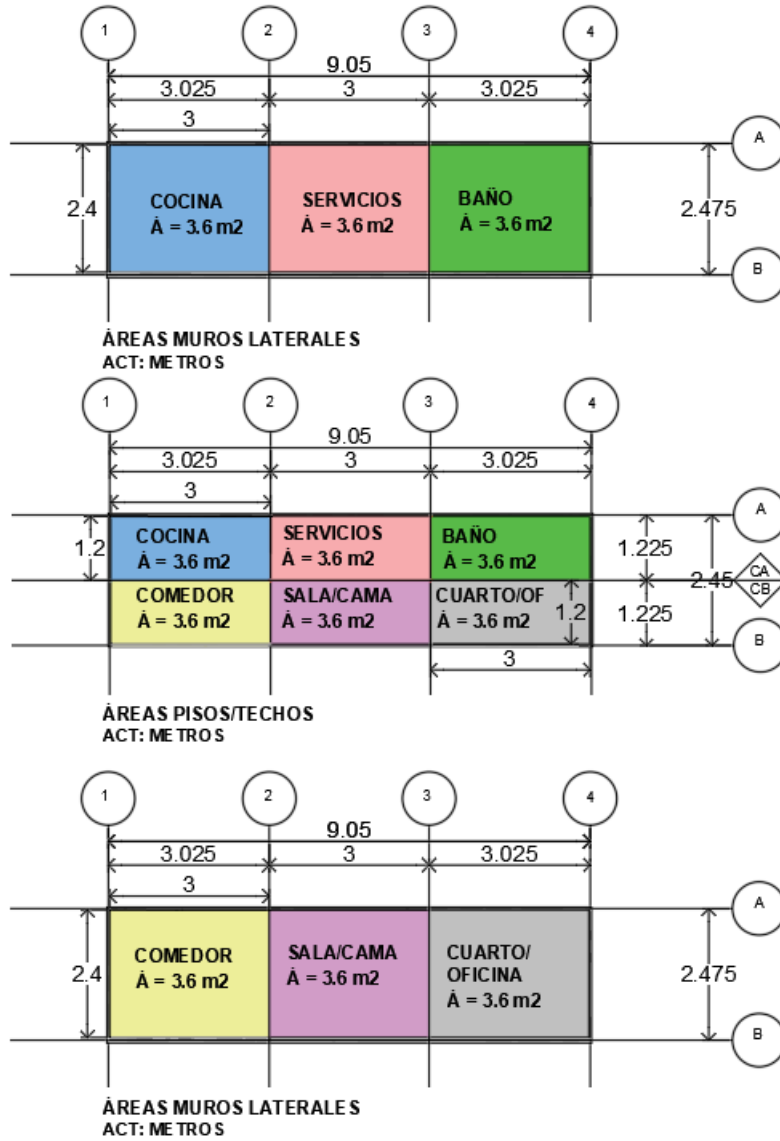 1 2 3 4
9.05
3.025 3 3.025
3
A
2.4
COCINA
À = 3.6 m2
SERVICIOS
À = 3.6 m2
BAÑO
À = 3.6 m2
2.475
B
ÀREAS MUROS LATERALES
ACT: METROS
1 2 3 4
9.05
3.025 3 3.025
3
A
1.2
COCINA
À = 3.6 m2
SERVICIOS
À = 3.6 m2
BAÑO
À = 3.6 m2
1.225
2.45
CA
CB
COMEDOR
À = 3.6 m2
SALA/CAMA
À = 3.6 m2
CUARTO/OF
À = 3.6 m2
1.2
1.225
B
3
ÀREAS PISOS/TECHOS
ACT: METROS
1 2 3 4
9.05
3.025 3 3.025
3
A
2.4
COMEDOR
À = 3.6 m2
SALA/CAMA
À = 3.6 m2
CUARTO/
OFICINA
À = 3.6 m2
2.475
B
ÀREAS MUROS LATERALES
ACT: METROS